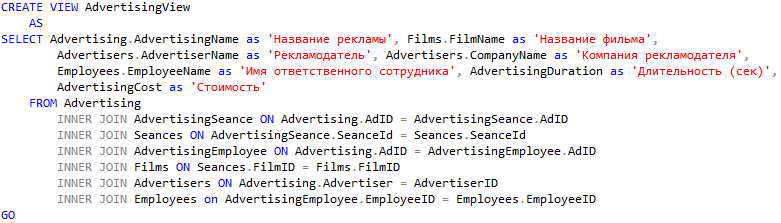 CREATE VIEW AdvertisingView
AS
SELECT Advertising.AdvertisingName as 'Название рекламы', Films.FilmName as 'Название фильма',
Advertisers.AdvertiserName as 'Рекламодатель', Advertisers.CompanyName as 'Компания рекламодателя',
Employees.EmployeeName as 'Имя ответственного сотрудника', AdvertisingDuration as 'Длительность (сек)',
AdvertisingCost as 'Стоимость'
FROM Advertising
INNER JOIN AdvertisingSeance ON Advertising.AdID = AdvertisingSeance.AdID
INNER JOIN Seances ON AdvertisingSeance.SeanceId = Seances.SeanceId
INNER JOIN AdvertisingEmployee ON Advertising.AdID = AdvertisingEmployee.AdID
INNER JOIN Films ON Seances.FilmID = Films.FilmID
INNER JOIN Advertisers ON Advertising.Advertiser = AdvertiserID
INNER JOIN Employees on AdvertisingEmployee.EmployeeID = Employees.EmployeeID
GO